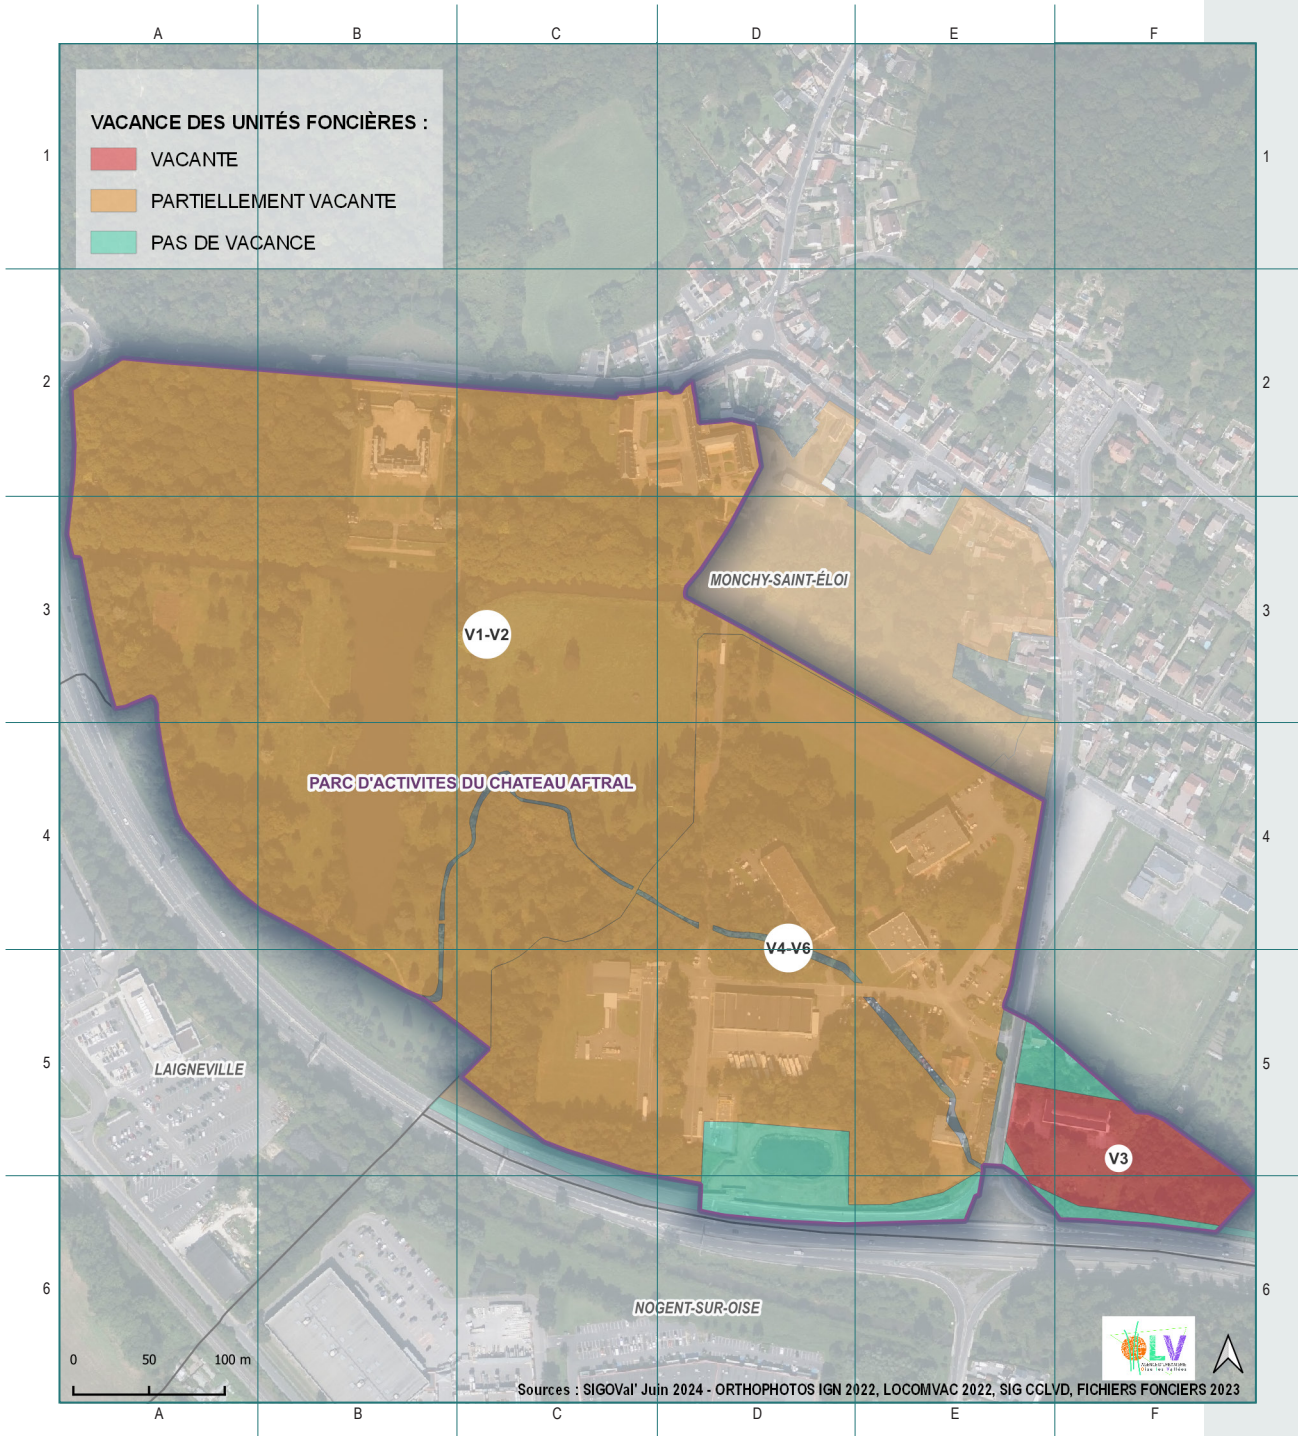 A B C D E F
VACANCE DES UNITÉS FONCIÈRES :
VACANTE
PARTIELLEMENT VACANTE
PAS DE VACANCE
1 1
2 2
MONCHY-SAINT-ÉLOI
3 3
V1-V2
PARC D'ACTIVITES DU CHATEAU AFTRAL
4 4
V4-V6
5 5
LAIGNEVILLE
V3
6 6
NOGENT-SUR-OISE
LV
0 50 100 m
Sources : SIGOVal' Juin 2024 - ORTHOPHOTOS IGN 2022, LOCOMVAC 2022, SIG CCLVD, FICHIERS FONCIERS 2023
A B C D E F